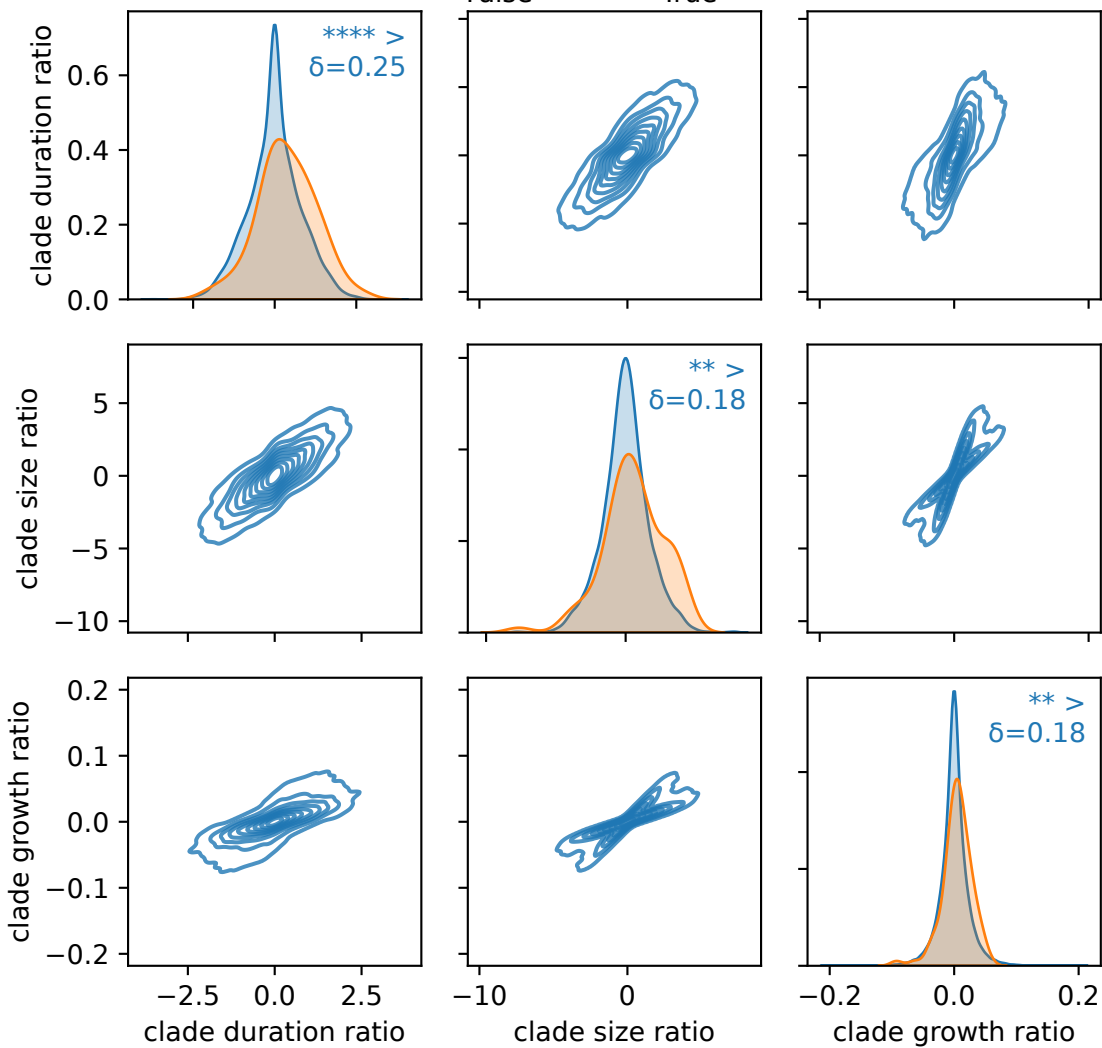 clade duration ratio
0.6
0.4
0.2
0.0
**** >
δ=0.25
clade size ratio
5
0
−5
−10
** >
δ=0.18
clade growth ratio
0.2
0.1
0.0
−0.1
−0.2
** >
δ=0.18
−2.5 0.0 2.5
−10 0
−0.2 0.0 0.2
clade duration ratio
clade size ratio
clade growth ratio